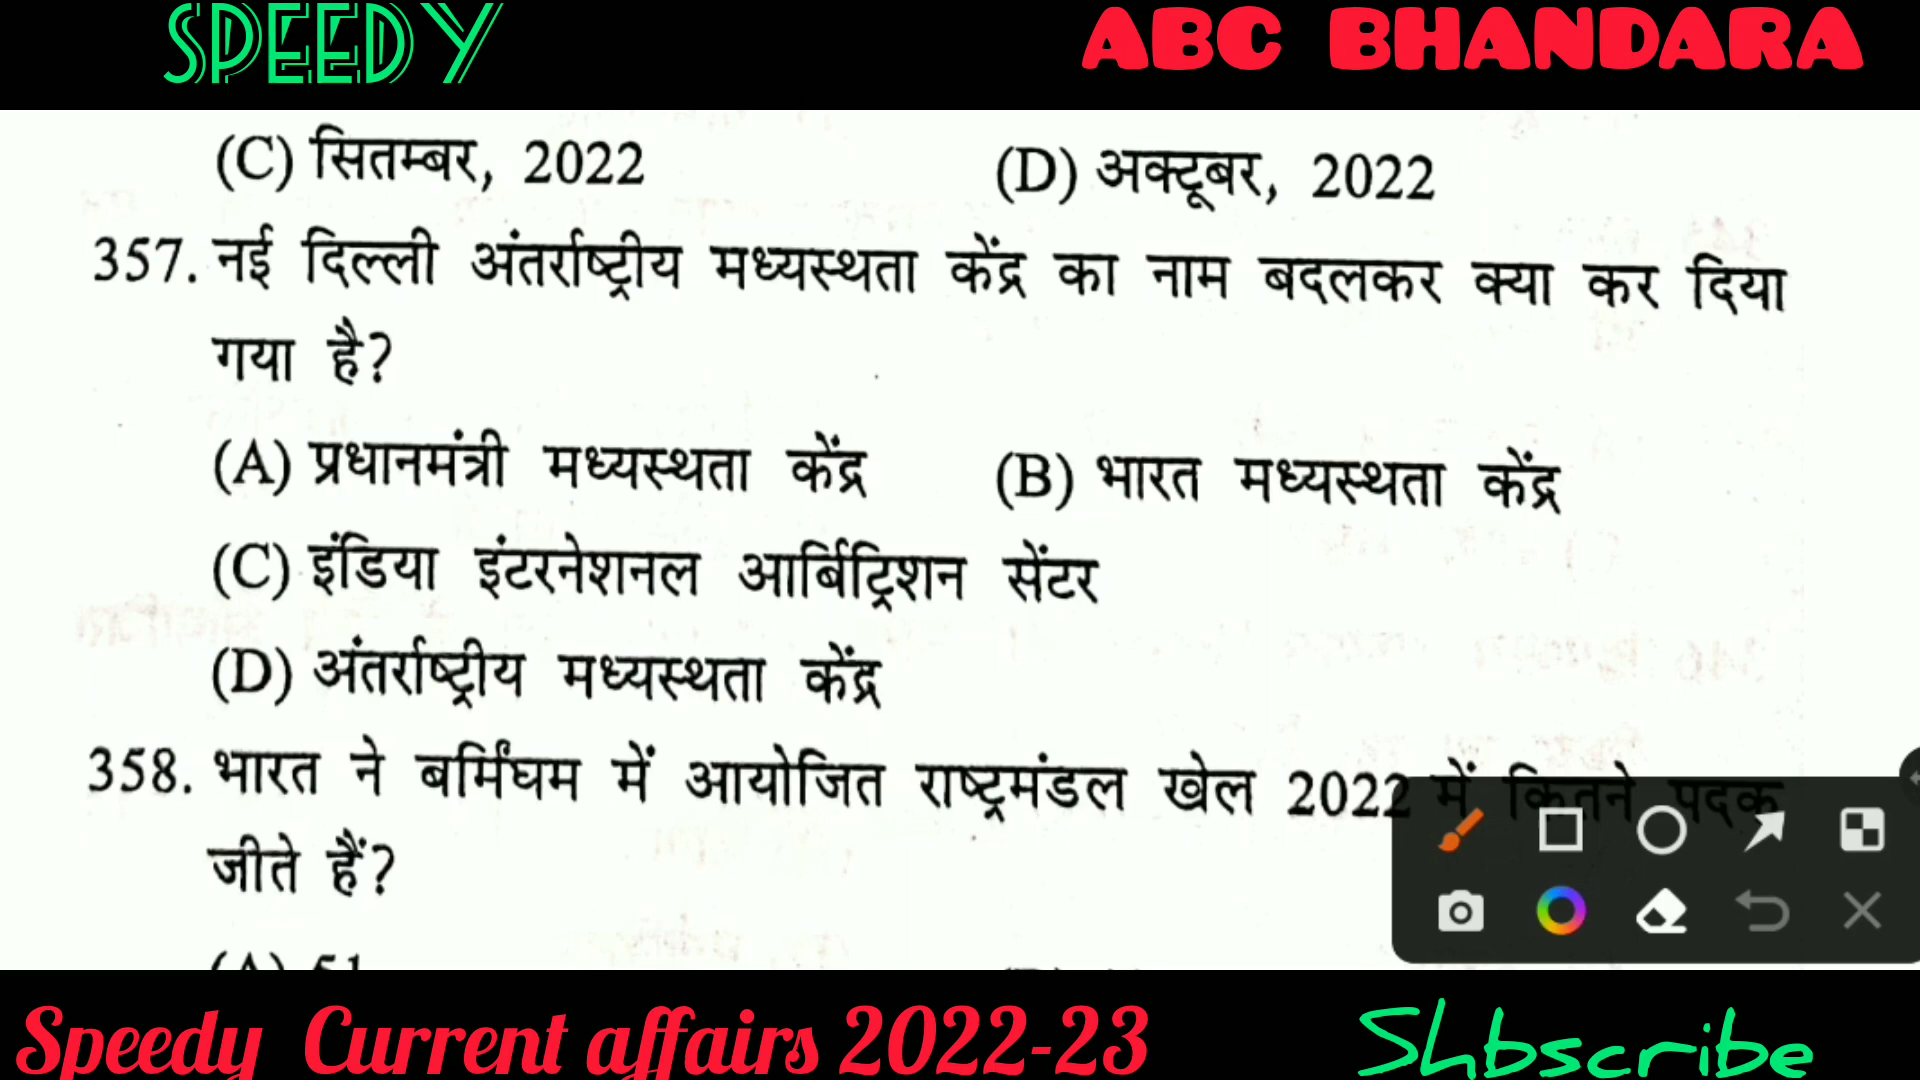 SPEEDY
ABC BHANDARA
(C) सितम्बर, 2022 (D) अक्टूबर, 2022
357. नई दिल्ली अंतर्राष्ट्रीय मध्यस्थता केंद्र का नाम बदलकर क्या कर दिया
गया है?
(A) प्रधानमंत्री मध्यस्थता केंद्र (B) भारत मध्यस्थता केंद्र
(C) इंडिया इंटरनेशनल आर्बिट्रिशन सेंटर
(D) अंतर्राष्ट्रीय मध्यस्थता केंद्र
358. भारत ने बर्मिंघम में आयोजित राष्ट्रमंडल खेल 2022 में कितने पदक
जीते हैं?
(A) 51
Speedy Current affairs 2022-23
Shbscribe